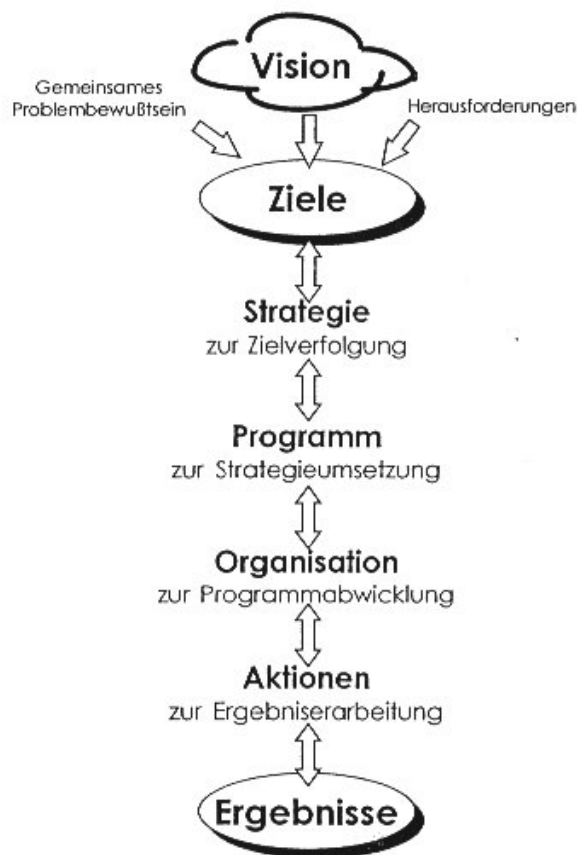 Vision
Gemeinsames
Problembewußtsein
Herausforderungen
Ziele
Strategie
zur Zielverfolgung
Programm
zur Strategieumsetzung
Organisation
zur Programmabwicklung
Aktionen
zur Ergebniserarbeitung
Ergebnisse